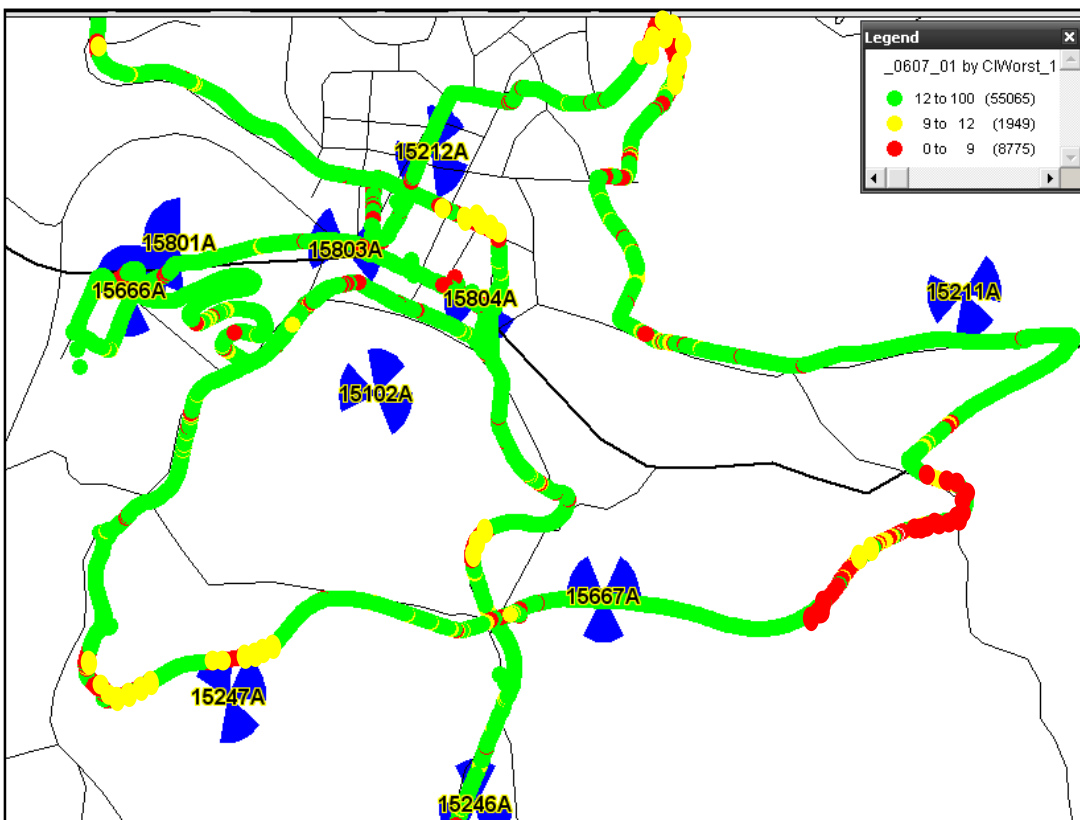 Legend
_0607_01 by CIWorst_1
12 to 100 (55065)
9 to 12 (1949)
0 to 9 (8775)
15212A
15801A
15803A
15666A
15804A
15211A
15102A
15667A
15247A
15246A